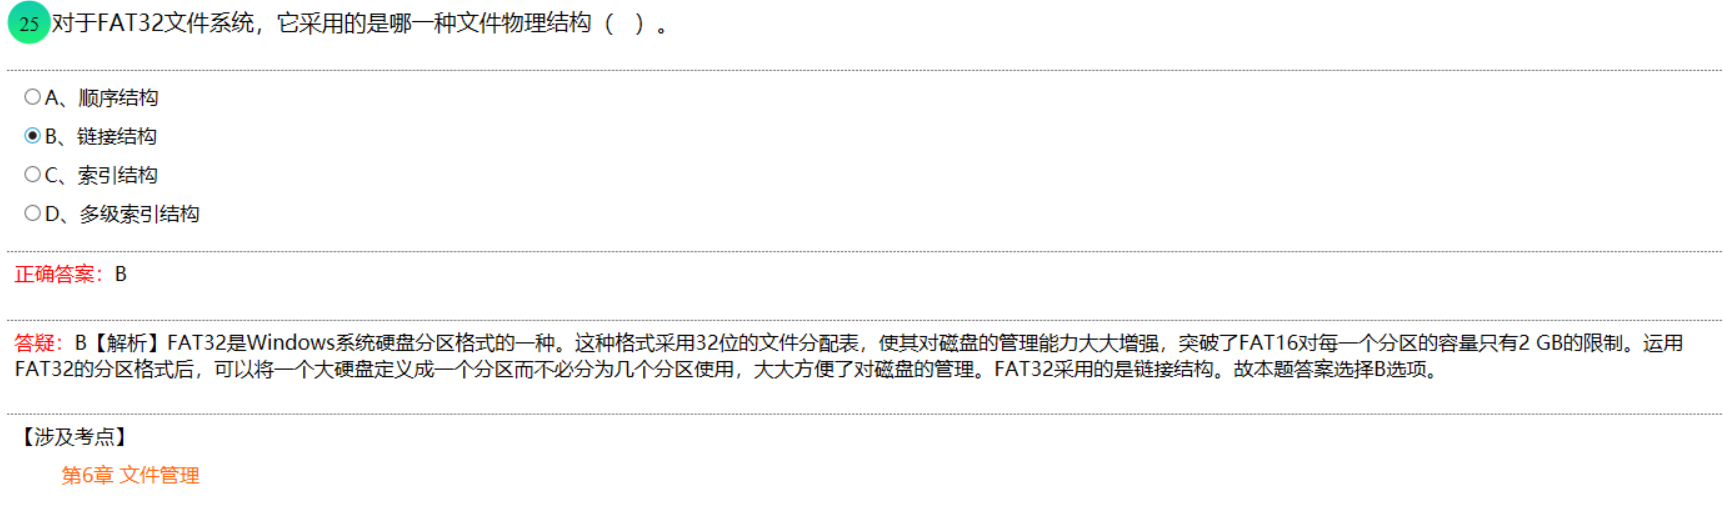 25 对于FAT32文件系统，它采用的是哪一种文件物理结构（　）。
A、顺序结构
B、链接结构
C、索引结构
D、多级索引结构
正确答案：B
答疑：B【解析】FAT32是Windows系统硬盘分区格式的一种。这种格式采用32位的文件分配表，使其对磁盘的管理能力大大增强，突破了FAT16对每一个分区的容量只有2 GB的限制。运用
FAT32的分区格式后，可以将一个大硬盘定义成一个分区而不必分为几个分区使用，大大方便了对磁盘的管理。FAT32采用的是链接结构。故本题答案选择B选项。
【涉及考点】
第6章 文件管理